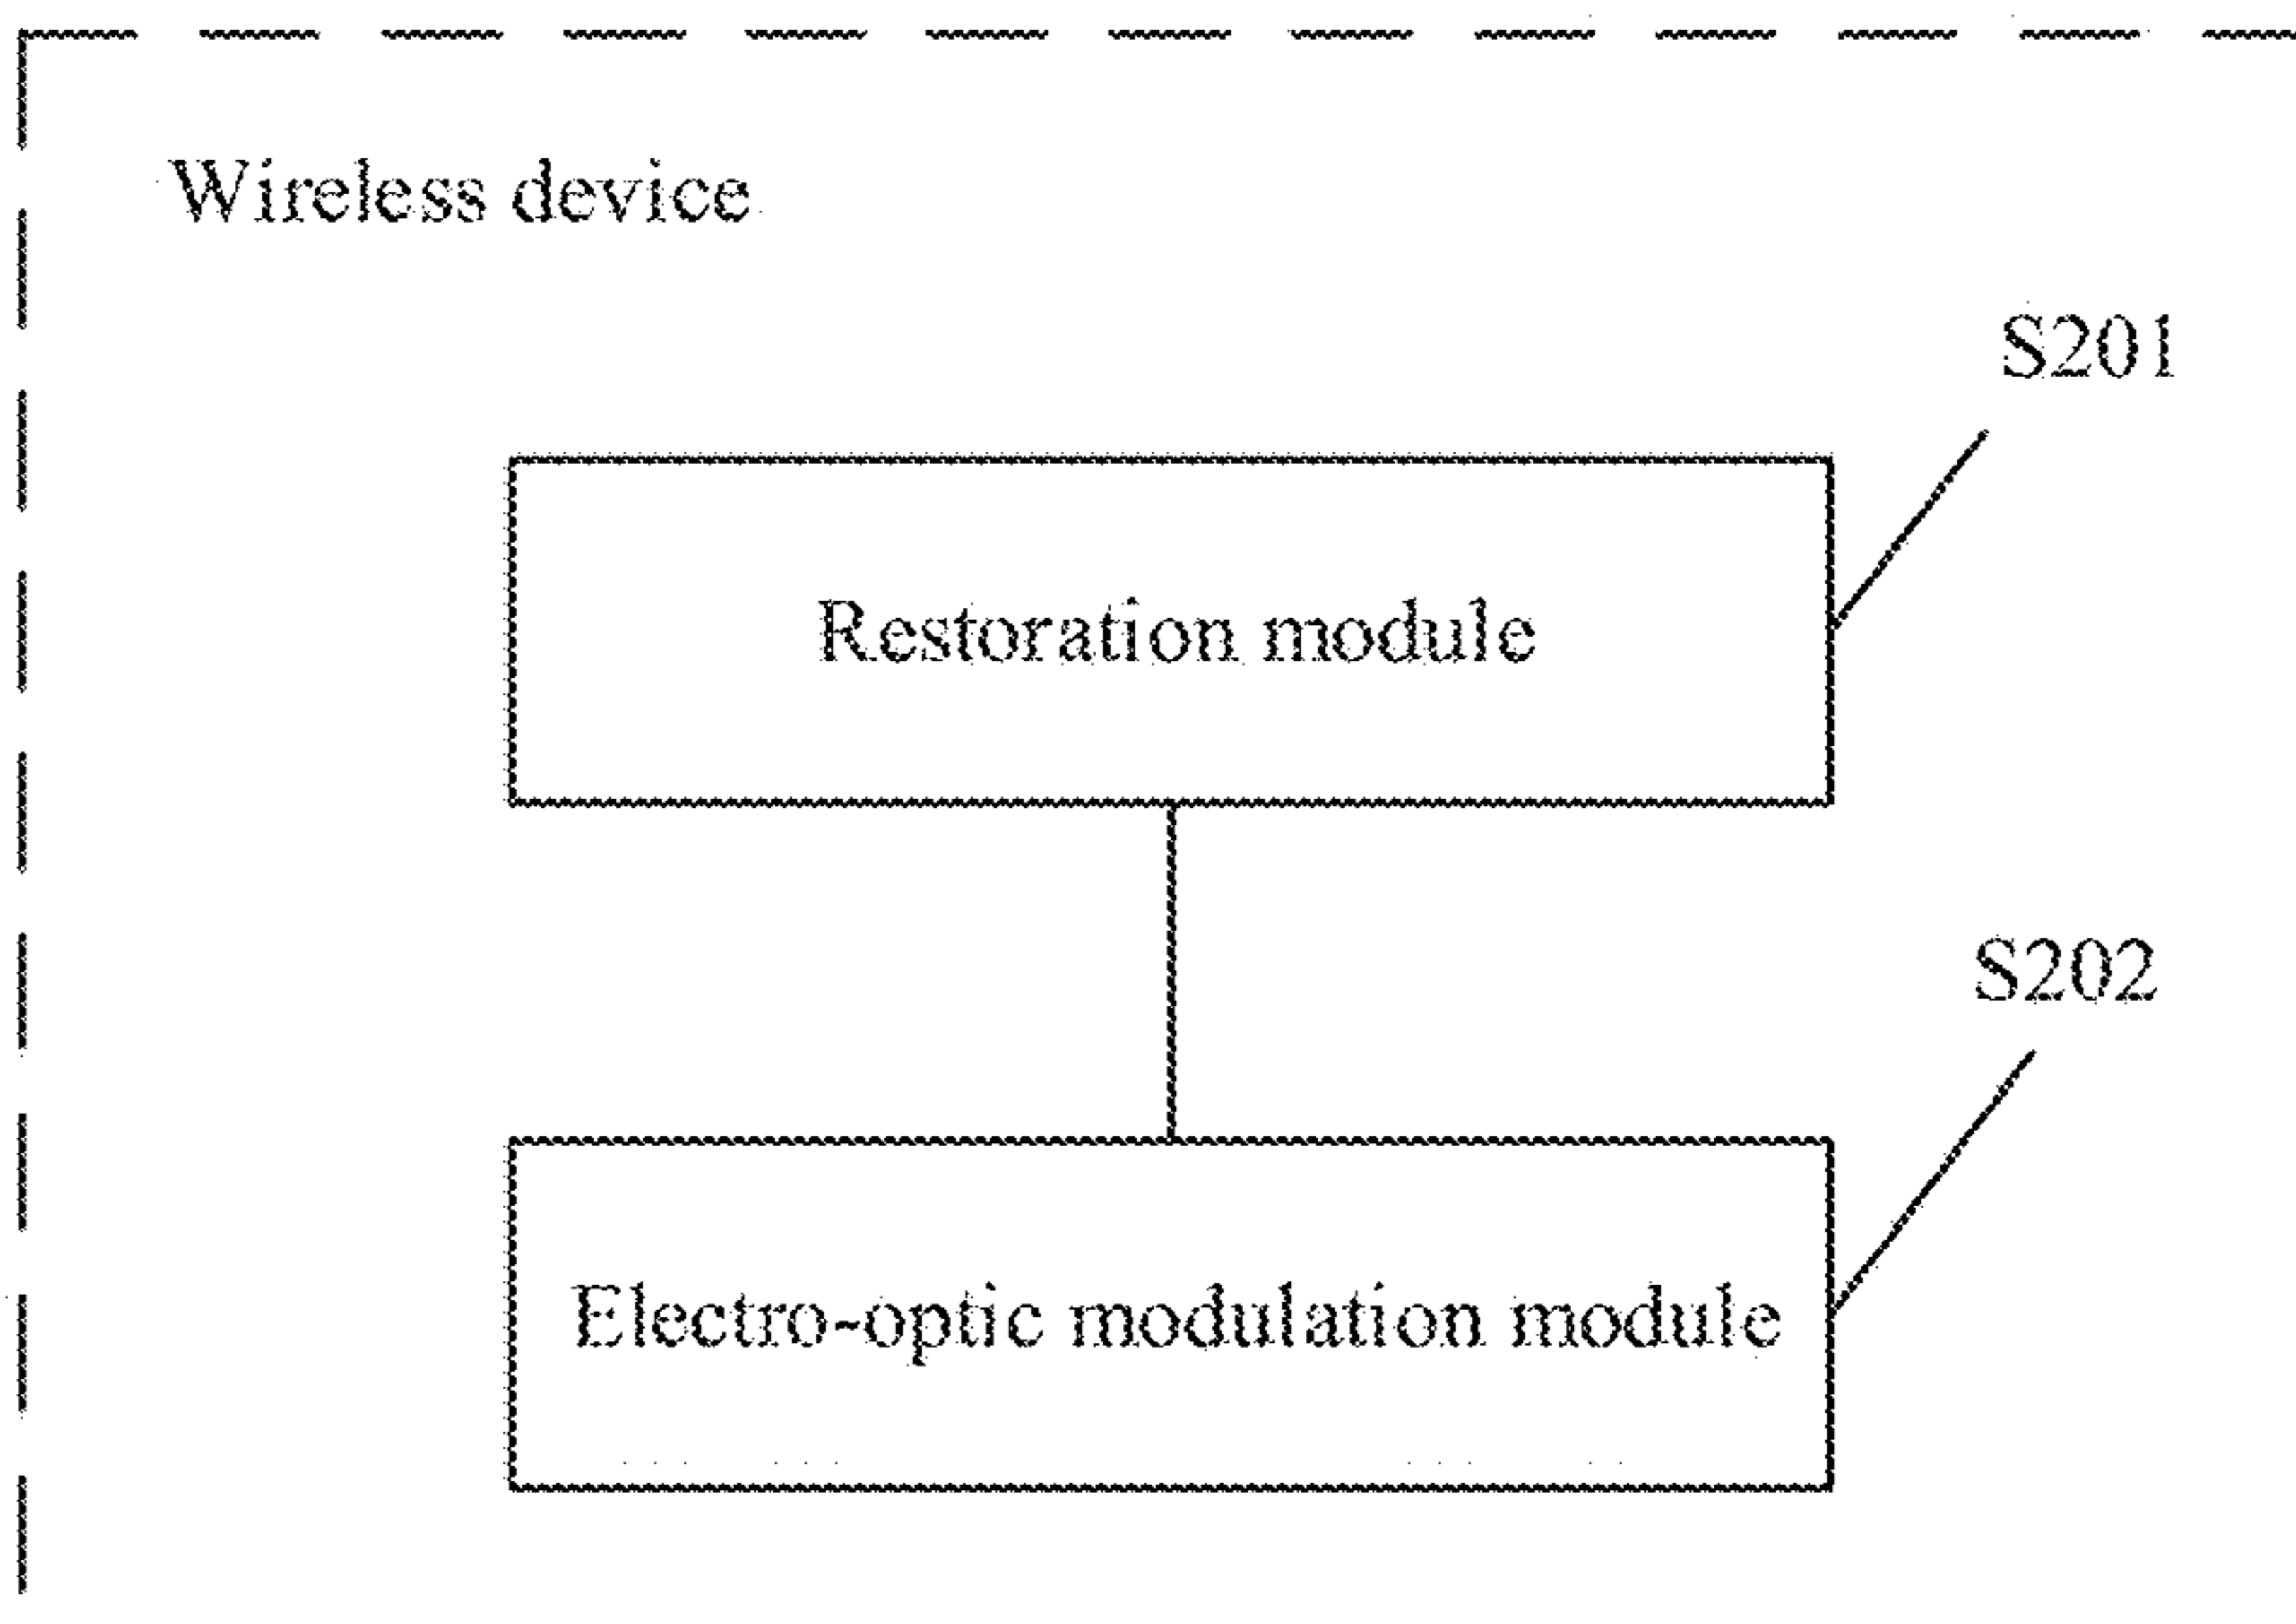 Wireless device
S201
Restoration module
S202
Electro-optic modulation module